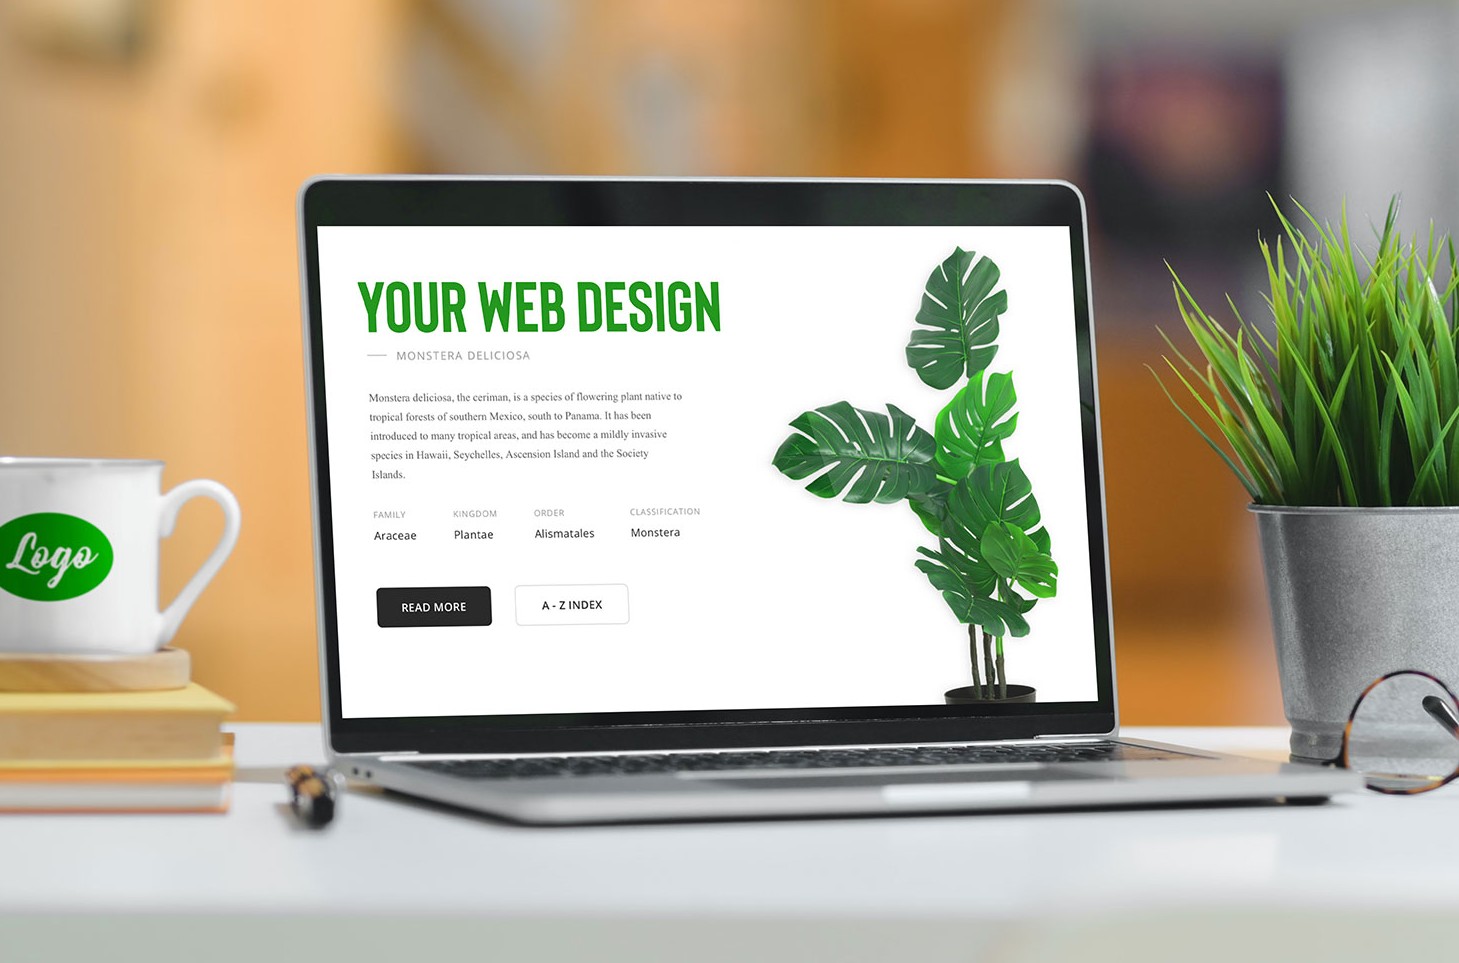 YOUR WEB DESIGN
MONSTERA DELICIOSA
Monstera deliciosa, the ceriman, is a species of flowering plant native to
tropical forests of southern Mexico, south to Panama. It has been
introduced to many tropical areas, and has become a mildly invasive
species in Hawaii, Seychelles, Ascension Island and the Society
Islands.
FAMILY KINGDOM ORDER CLASSIFICATION
Araceae Plantae Alismatales Monstera
READ MORE A - Z INDEX
Logo